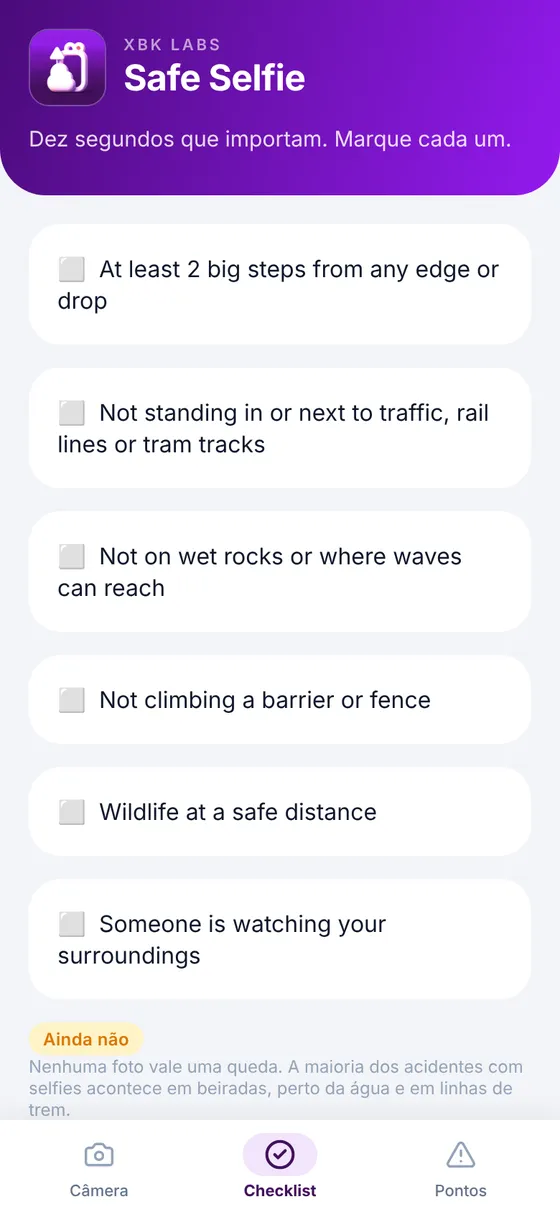 XBK LABS
Safe Selfie
Dez segundos que importam. Marque cada um.
At least 2 big steps from any edge or
drop
Not standing in or next to traffic, rail
lines or tram tracks
Not on wet rocks or where waves
can reach
Not climbing a barrier or fence
Wildlife at a safe distance
Someone is watching your
surroundings
Ainda não
Nenhuma foto vale uma queda. A maioria dos acidentes com
selfies acontece em beiradas, perto da água e em linhas de
trem.
Câmera
Checklist
Pontos